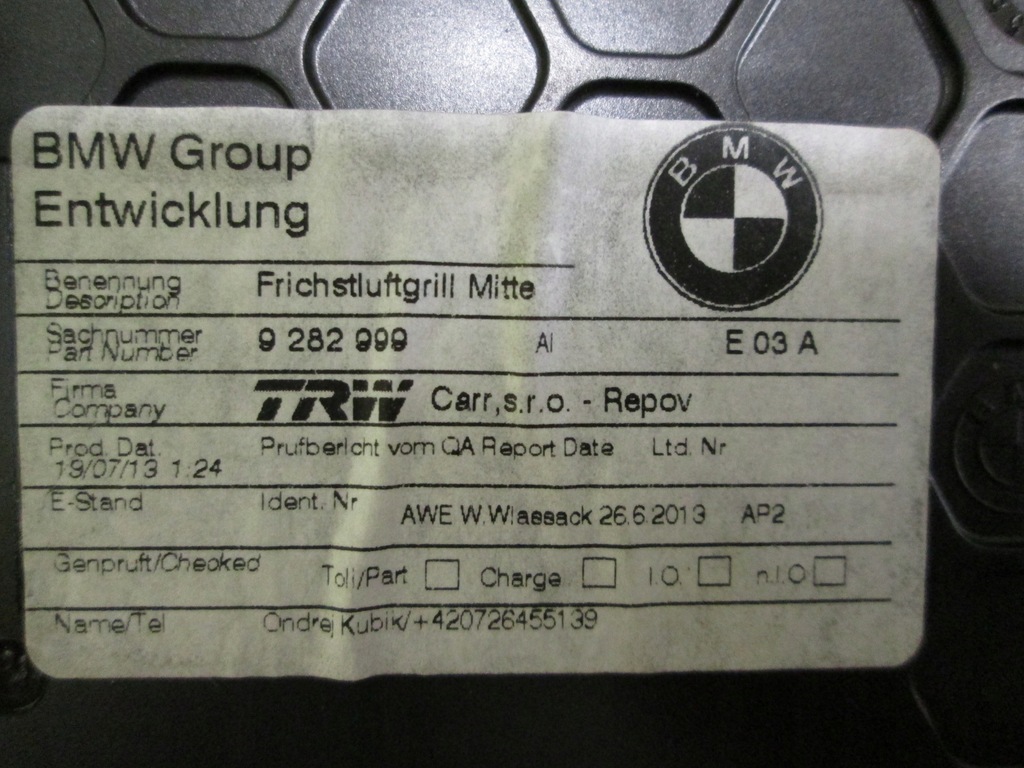 BMW Group
Entwicklung
B M W
Benennung
Description
Frichstluftgrill Mitte
Sachnummer
Part Number
9 282 999 AI E 03 A
Firma
Company
TRW Carr,s.r.o. - Repov
Prod. Dat. Prufbericht vom QA Report Date Ltd. Nr
19/07/13 1:24
E-Stand Ident. Nr AWE W.Wlassack 26.6.2013 AP2
Genpruft/Checked Toli/Part Charge I.O. n.I.O
Name/Tel Ondrej Kubik/+420726455139